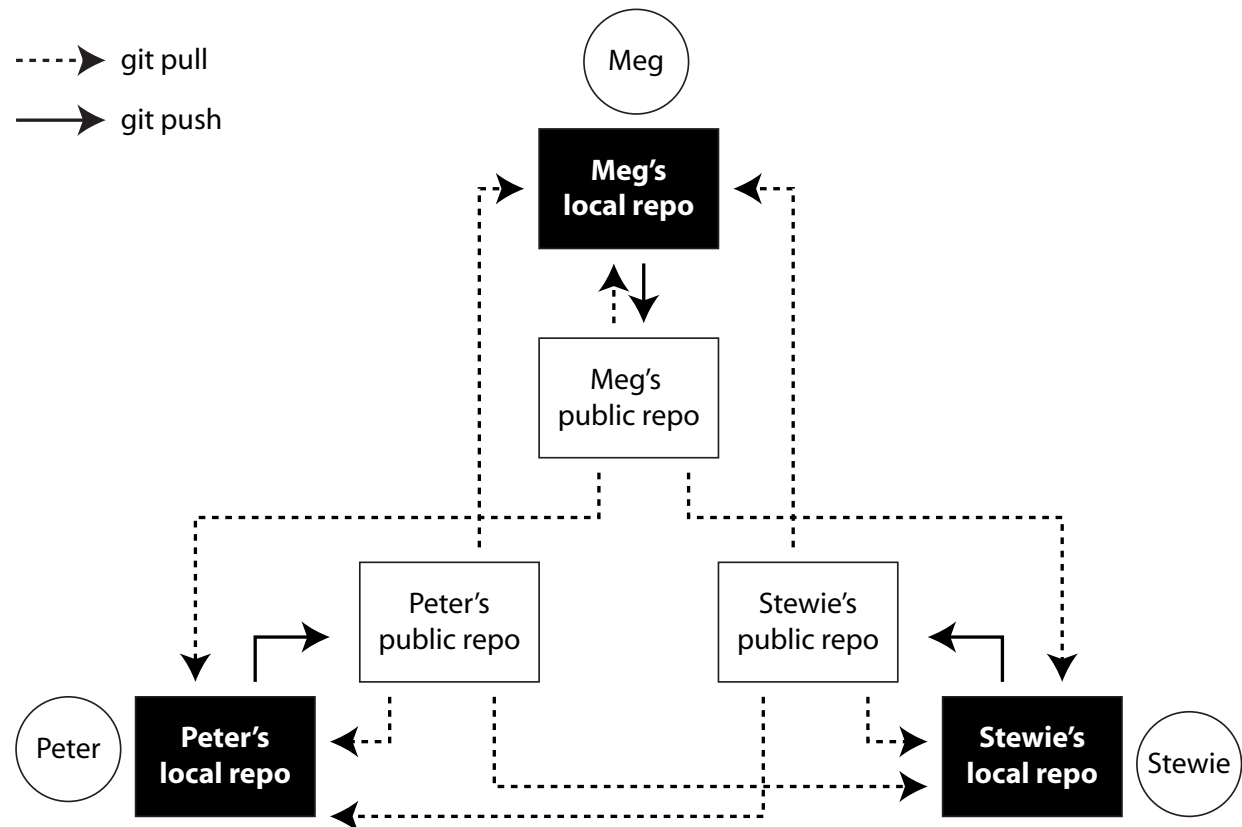 git pull
git push
Meg
Meg’s
local repo
Meg’s
public repo
Peter’s
public repo
Stewie’s
public repo
Peter
Peter’s
local repo
Stewie’s
local repo
Stewie